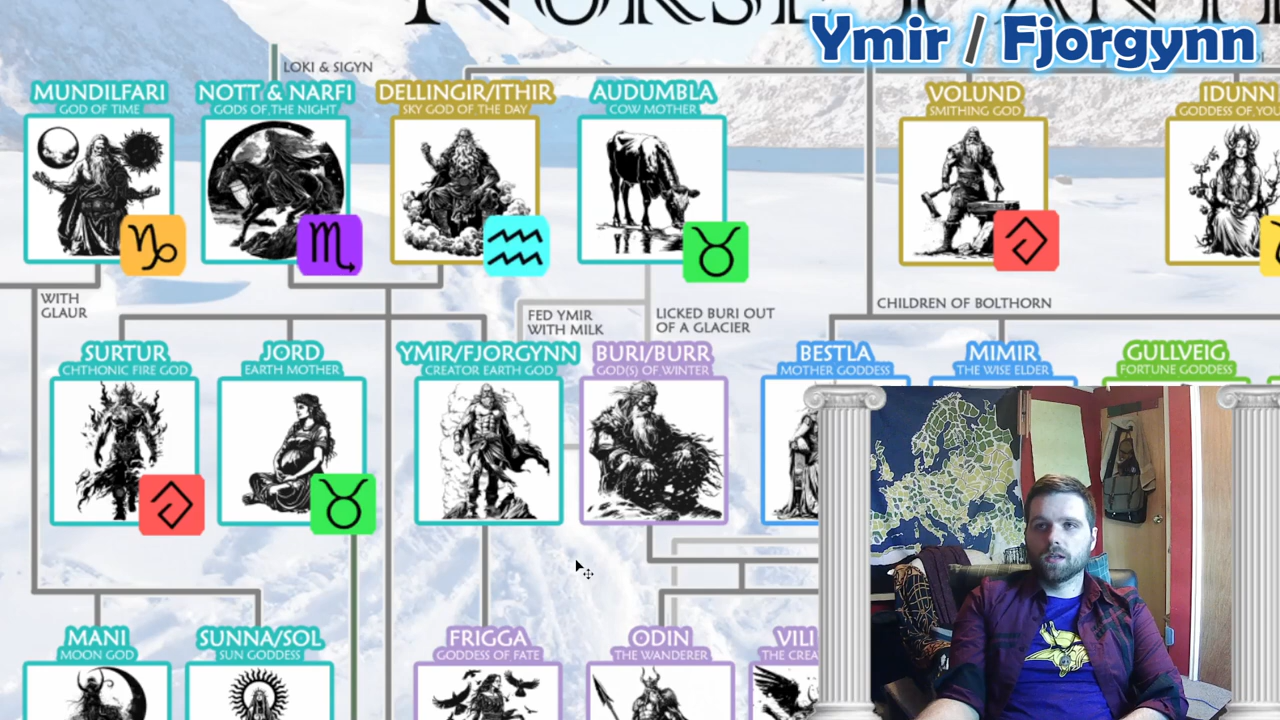 Ymir / Fjorgynn
LOKI & SIGYN
MUNDILFARI
GOD OF TIME
NOTT & NARFI
GODS OF THE NIGHT
DELLINGIR/ITHIR
SKY GOD OF THE DAY
AUDUMBLA
COW MOTHER
VOLUND
SMITHING GOD
IDUNN
GODDESS OF
WITH
GLAUR
FED YMIR
WITH MILK
LICKED BURI OUT
OF A GLACIER
CHILDREN OF BOLTHORN
SURTUR
CHTHONIC FIRE GOD
JORD
EARTH MOTHER
YMIR/FJORGYNN
CREATOR EARTH GOD
BURI/BURR
GOD(S) OF WINTER
BESTLA
MOTHER GODDESS
MIMIR
THE WISE ELDER
GULLVEIG
FORTUNE GODDESS
MANI
MOON GOD
SUNNA/SOL
SUN GODDESS
FRIGGA
GODDESS OF FATE
ODIN
THE WANDERER
VILI
THE